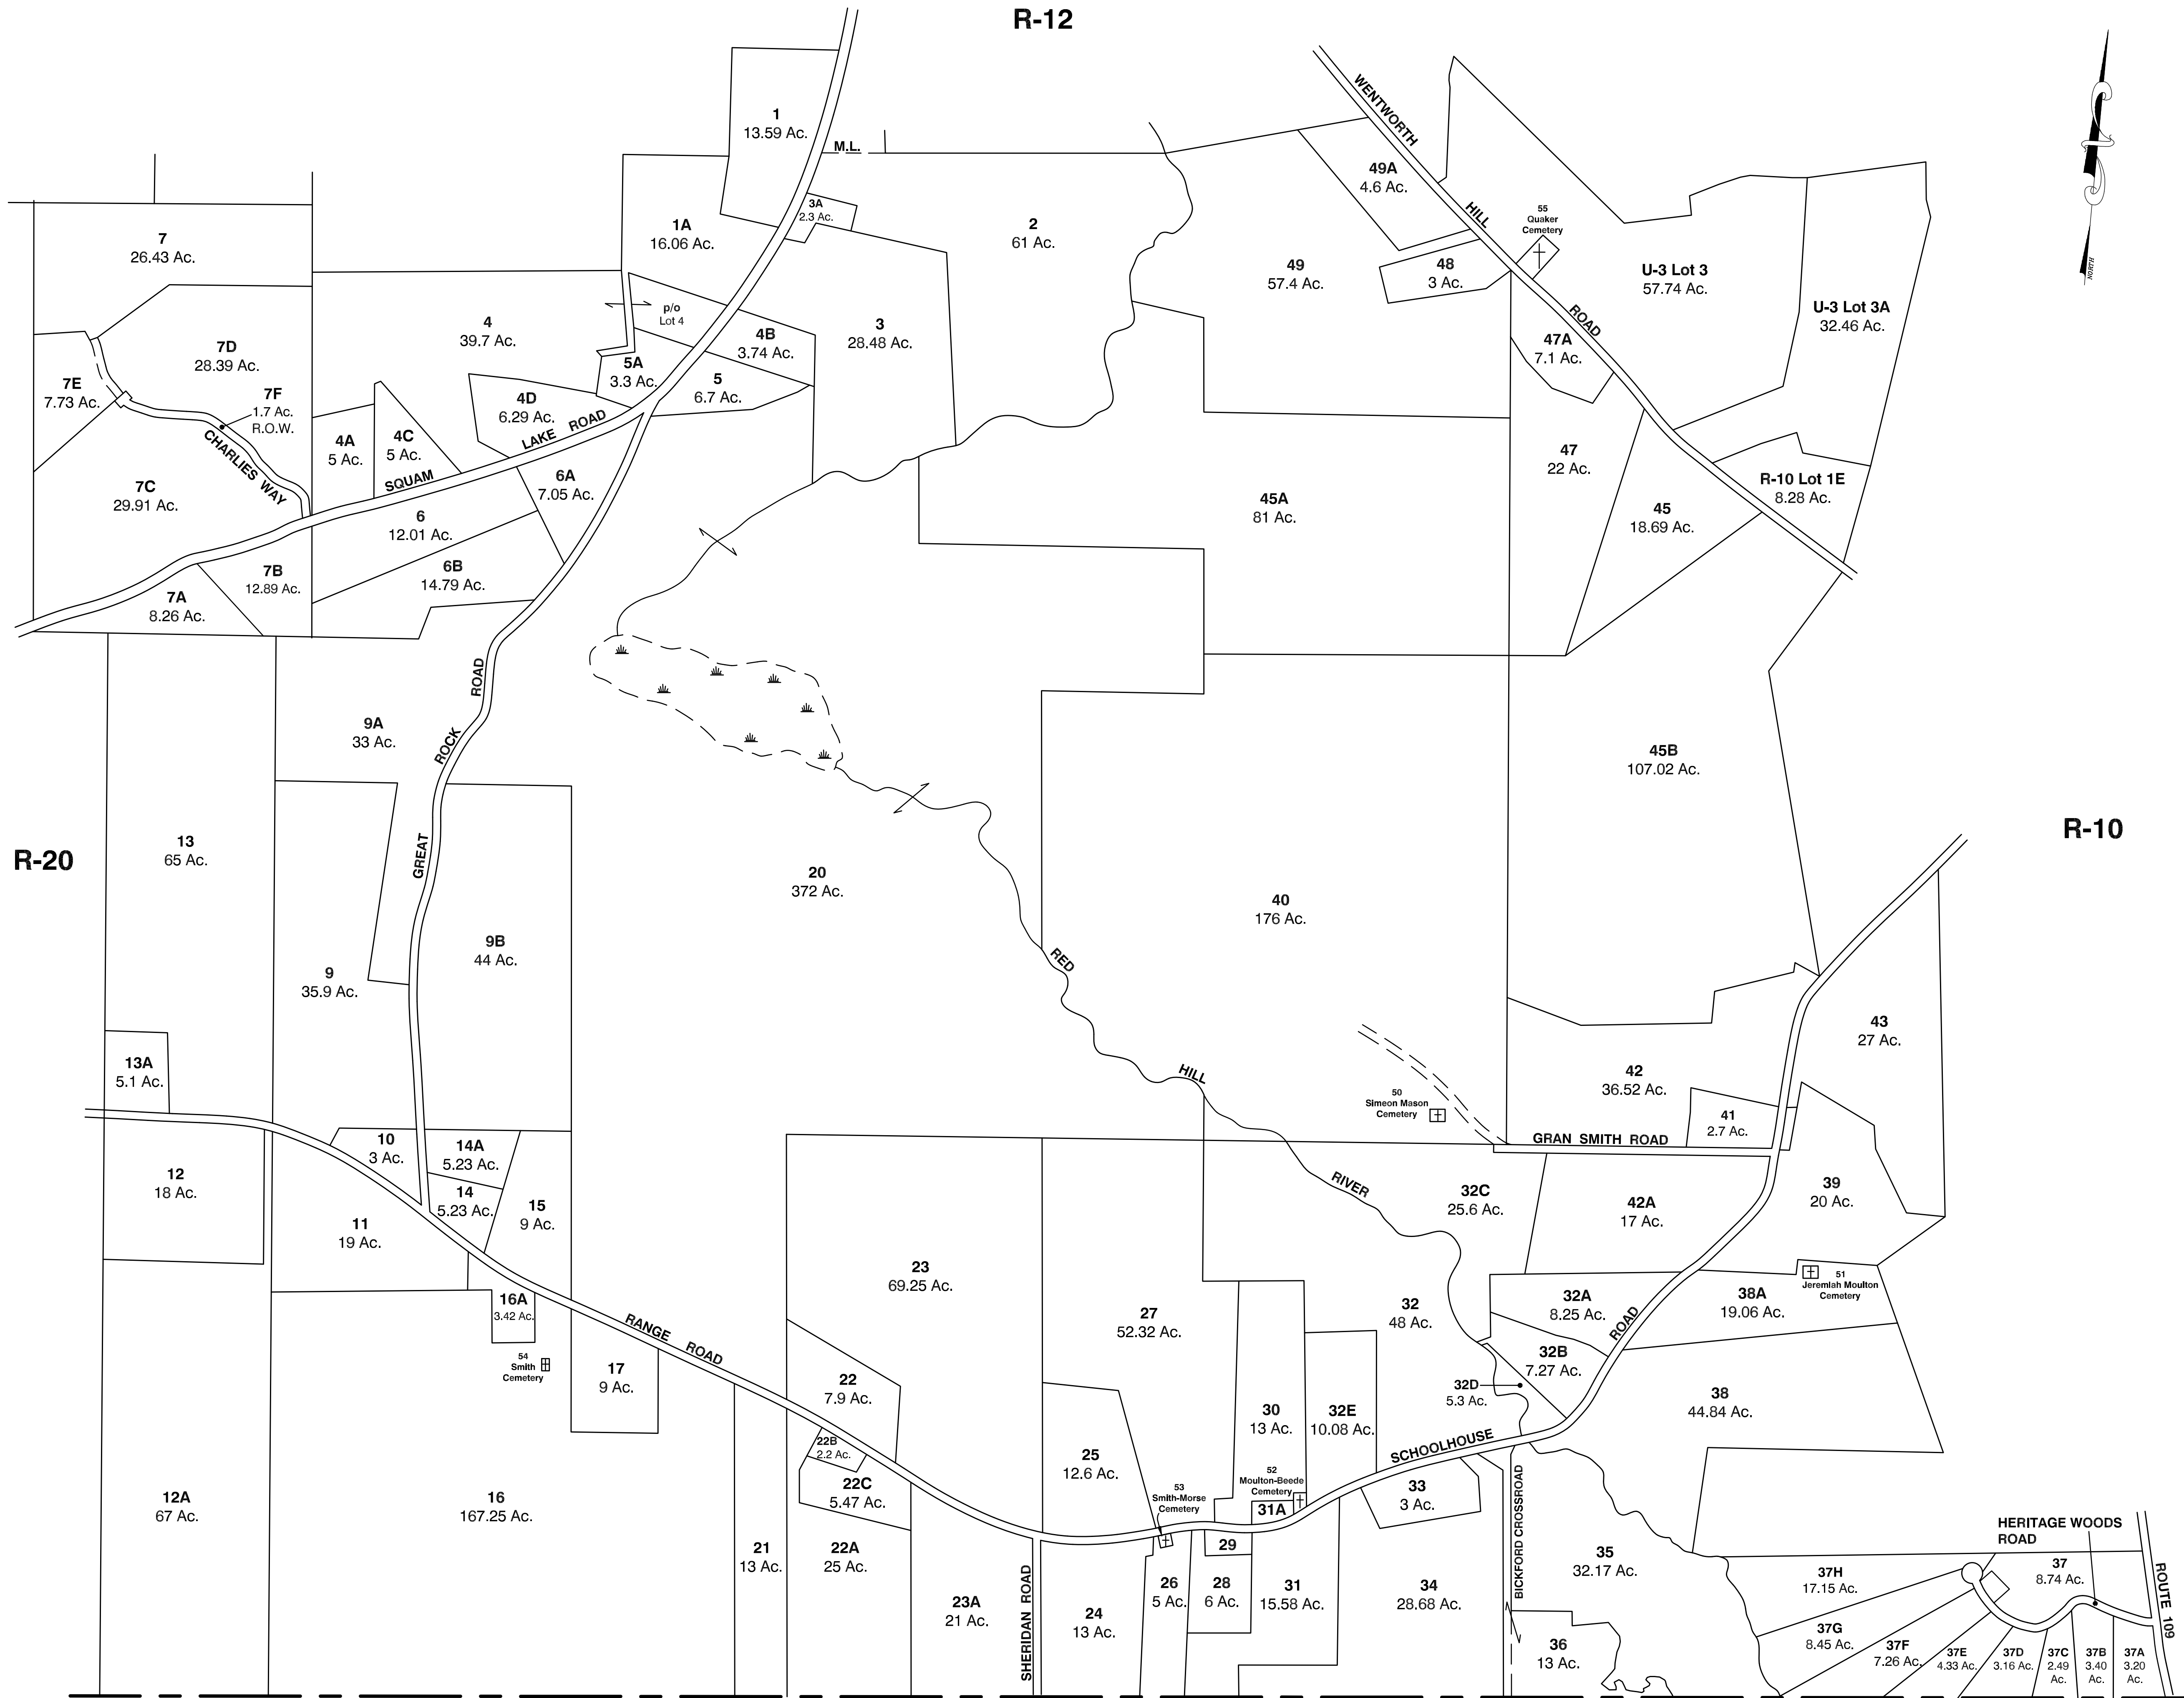 R-12
NORTH
WENTWORTH
HILL
ROAD
1
13.59 Ac.
M.L.
3A
2.3 Ac.
1A
16.06 Ac.
2
61 Ac.
49A
4.6 Ac.
55
Quaker
Cemetery
49
57.4 Ac.
48
3 Ac.
U-3 Lot 3
57.74 Ac.
U-3 Lot 3A
32.46 Ac.
7
26.43 Ac.
7D
28.39 Ac.
7E
7.73 Ac.
7F
1.7 Ac.
R.O.W.
CHARLIES WAY
7C
29.91 Ac.
4
39.7 Ac.
p/o
Lot 4
4B
3.74 Ac.
3
28.48 Ac.
5A
3.3 Ac.
5
6.7 Ac.
4D
6.29 Ac.
4A
5 Ac.
4C
5 Ac.
SQUAM
LAKE ROAD
47A
7.1 Ac.
47
22 Ac.
45
18.69 Ac.
R-10 Lot 1E
8.28 Ac.
45A
81 Ac.
6A
7.05 Ac.
6
12.01 Ac.
6B
14.79 Ac.
7B
12.89 Ac.
7A
8.26 Ac.
GREAT
ROCK
ROAD
9A
33 Ac.
45B
107.02 Ac.
R-20
R-10
13
65 Ac.
20
372 Ac.
40
176 Ac.
9
35.9 Ac.
9B
44 Ac.
RED
HILL
RIVER
43
27 Ac.
13A
5.1 Ac.
42
36.52 Ac.
50
Simeon Mason
Cemetery
41
2.7 Ac.
GRAN SMITH ROAD
10
3 Ac.
14A
5.23 Ac.
12
18 Ac.
14
5.23 Ac.
15
9 Ac.
11
19 Ac.
32C
25.6 Ac.
42A
17 Ac.
39
20 Ac.
23
69.25 Ac.
51
Jeremiah Moulton
Cemetery
16A
3.42 Ac.
RANGE ROAD
27
52.32 Ac.
32
48 Ac.
32A
8.25 Ac.
38A
19.06 Ac.
54
Smith
Cemetery
17
9 Ac.
22
7.9 Ac.
32B
7.27 Ac.
32D
5.3 Ac.
38
44.84 Ac.
30
13 Ac.
32E
10.08 Ac.
SCHOOLHOUSE
ROAD
22B
2.2 Ac.
22C
5.47 Ac.
25
12.6 Ac.
53
Smith-Morse
Cemetery
52
Moulton-Beede
Cemetery
31A
33
3 Ac.
12A
67 Ac.
16
167.25 Ac.
21
13 Ac.
22A
25 Ac.
23A
21 Ac.
SHERIDAN ROAD
24
13 Ac.
26
5 Ac.
29
28
6 Ac.
31
15.58 Ac.
34
28.68 Ac.
BICKFORD CROSSROAD
35
32.17 Ac.
36
13 Ac.
HERITAGE WOODS
ROAD
ROUTE 109
37
8.74 Ac.
37H
17.15 Ac.
37G
8.45 Ac.
37F
7.26 Ac.
37E
4.33 Ac.
37D
3.16 Ac.
37C
2.49
Ac.
37B
3.40
Ac.
37A
3.20
Ac.